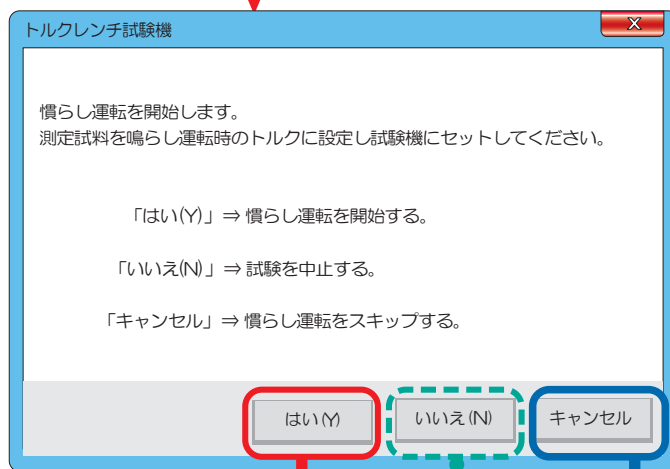 トルクレンチ試験機
X
慣らし運転を開始します。
測定試料を鳴らし運転時のトルクに設定し試験機にセットしてください。
「はい(Y)」⇒ 慣らし運転を開始する。
「いいえ(N)」⇒ 試験を中止する。
「キャンセル」⇒ 慣らし運転をスキップする。
はい(Y) いいえ(N) キャンセル